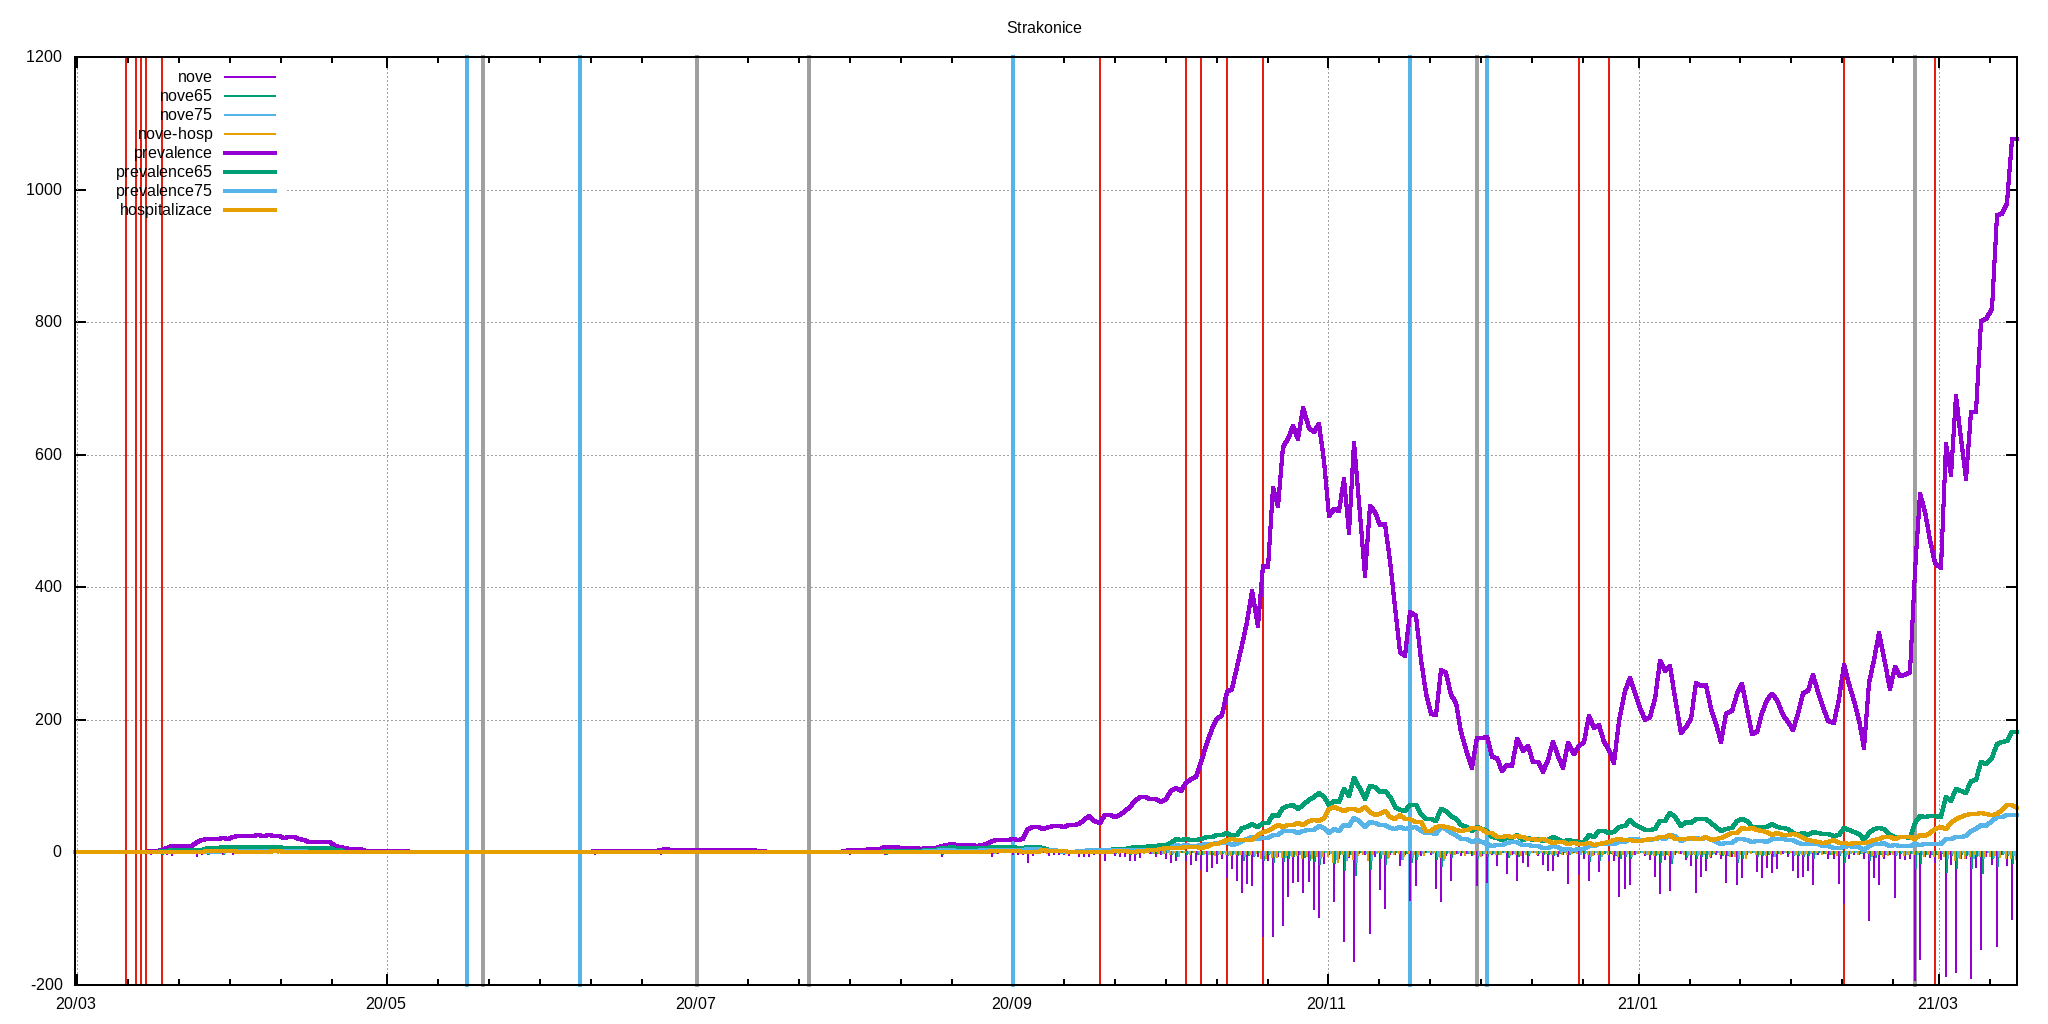 Strakonice
1200
1000
800
600
400
200
0
-200
nove
nove65
nove75
nove-hosp
prevalence
prevalence65
prevalence75
hospitalizace
20/03 20/05 20/07 20/09 20/11 21/01 21/03